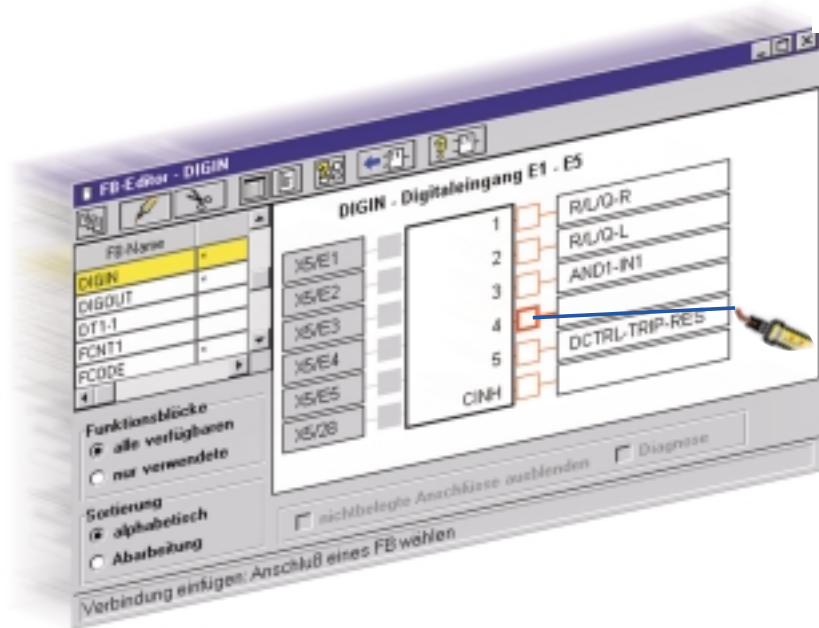 FB-Editor - DIGIN
FB-Name
DIGIN
DIGOUT
DT1-1
FCNT1
FCODE
Funktionsblöcke
alle verfügbaren
nur verwendete
Sortierung
alphabetisch
Abarbeitung
DIGIN - Digitaleingang E1 - E5
X5/E1
X5/E2
X5/E3
X5/E4
X5/E5
X5/28
1
2
3
4
5
CINH
R/L/Q-R
R/L/Q-L
AND1-IN1
DCTRL-TRIP-RES
nichtbelegte Anschlüsse ausblenden
Diagnose
Verbindung einfügen: Anschluß eines FB wählen